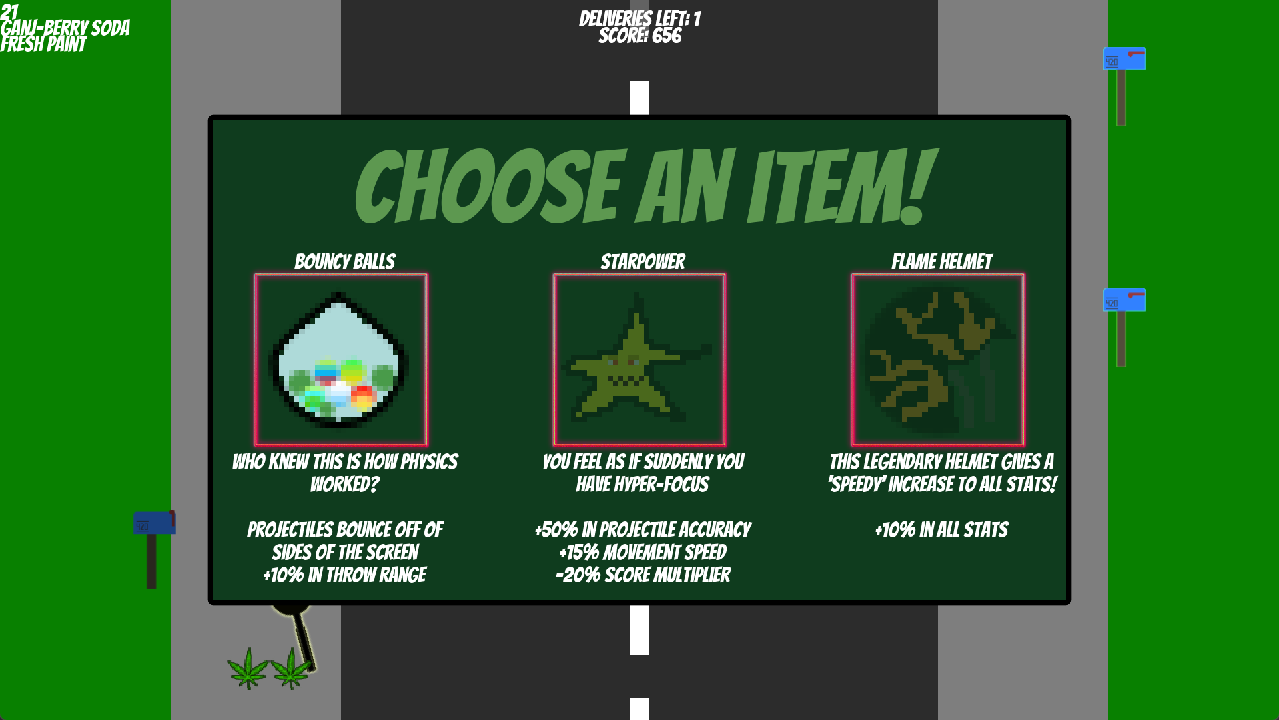 21
GANJ-BERRY SODA
FRESH PAINT
DELIVERIES LEFT: 1
SCORE: 656
CHOOSE AN ITEM!
BOUNCY BALLS
STARPOWER
FLAME HELMET
WHO KNEW THIS IS HOW PHYSICS
WORKED?
PROJECTILES BOUNCE OFF OF
SIDES OF THE SCREEN
+10% IN THROW RANGE
YOU FEEL AS IF SUDDENLY YOU
HAVE HYPER-FOCUS
+50% IN PROJECTILE ACCURACY
+15% MOVEMENT SPEED
-20% SCORE MULTIPLIER
THIS LEGENDARY HELMET GIVES A
'SPEEDY' INCREASE TO ALL STATS!
+10% IN ALL STATS
420
420